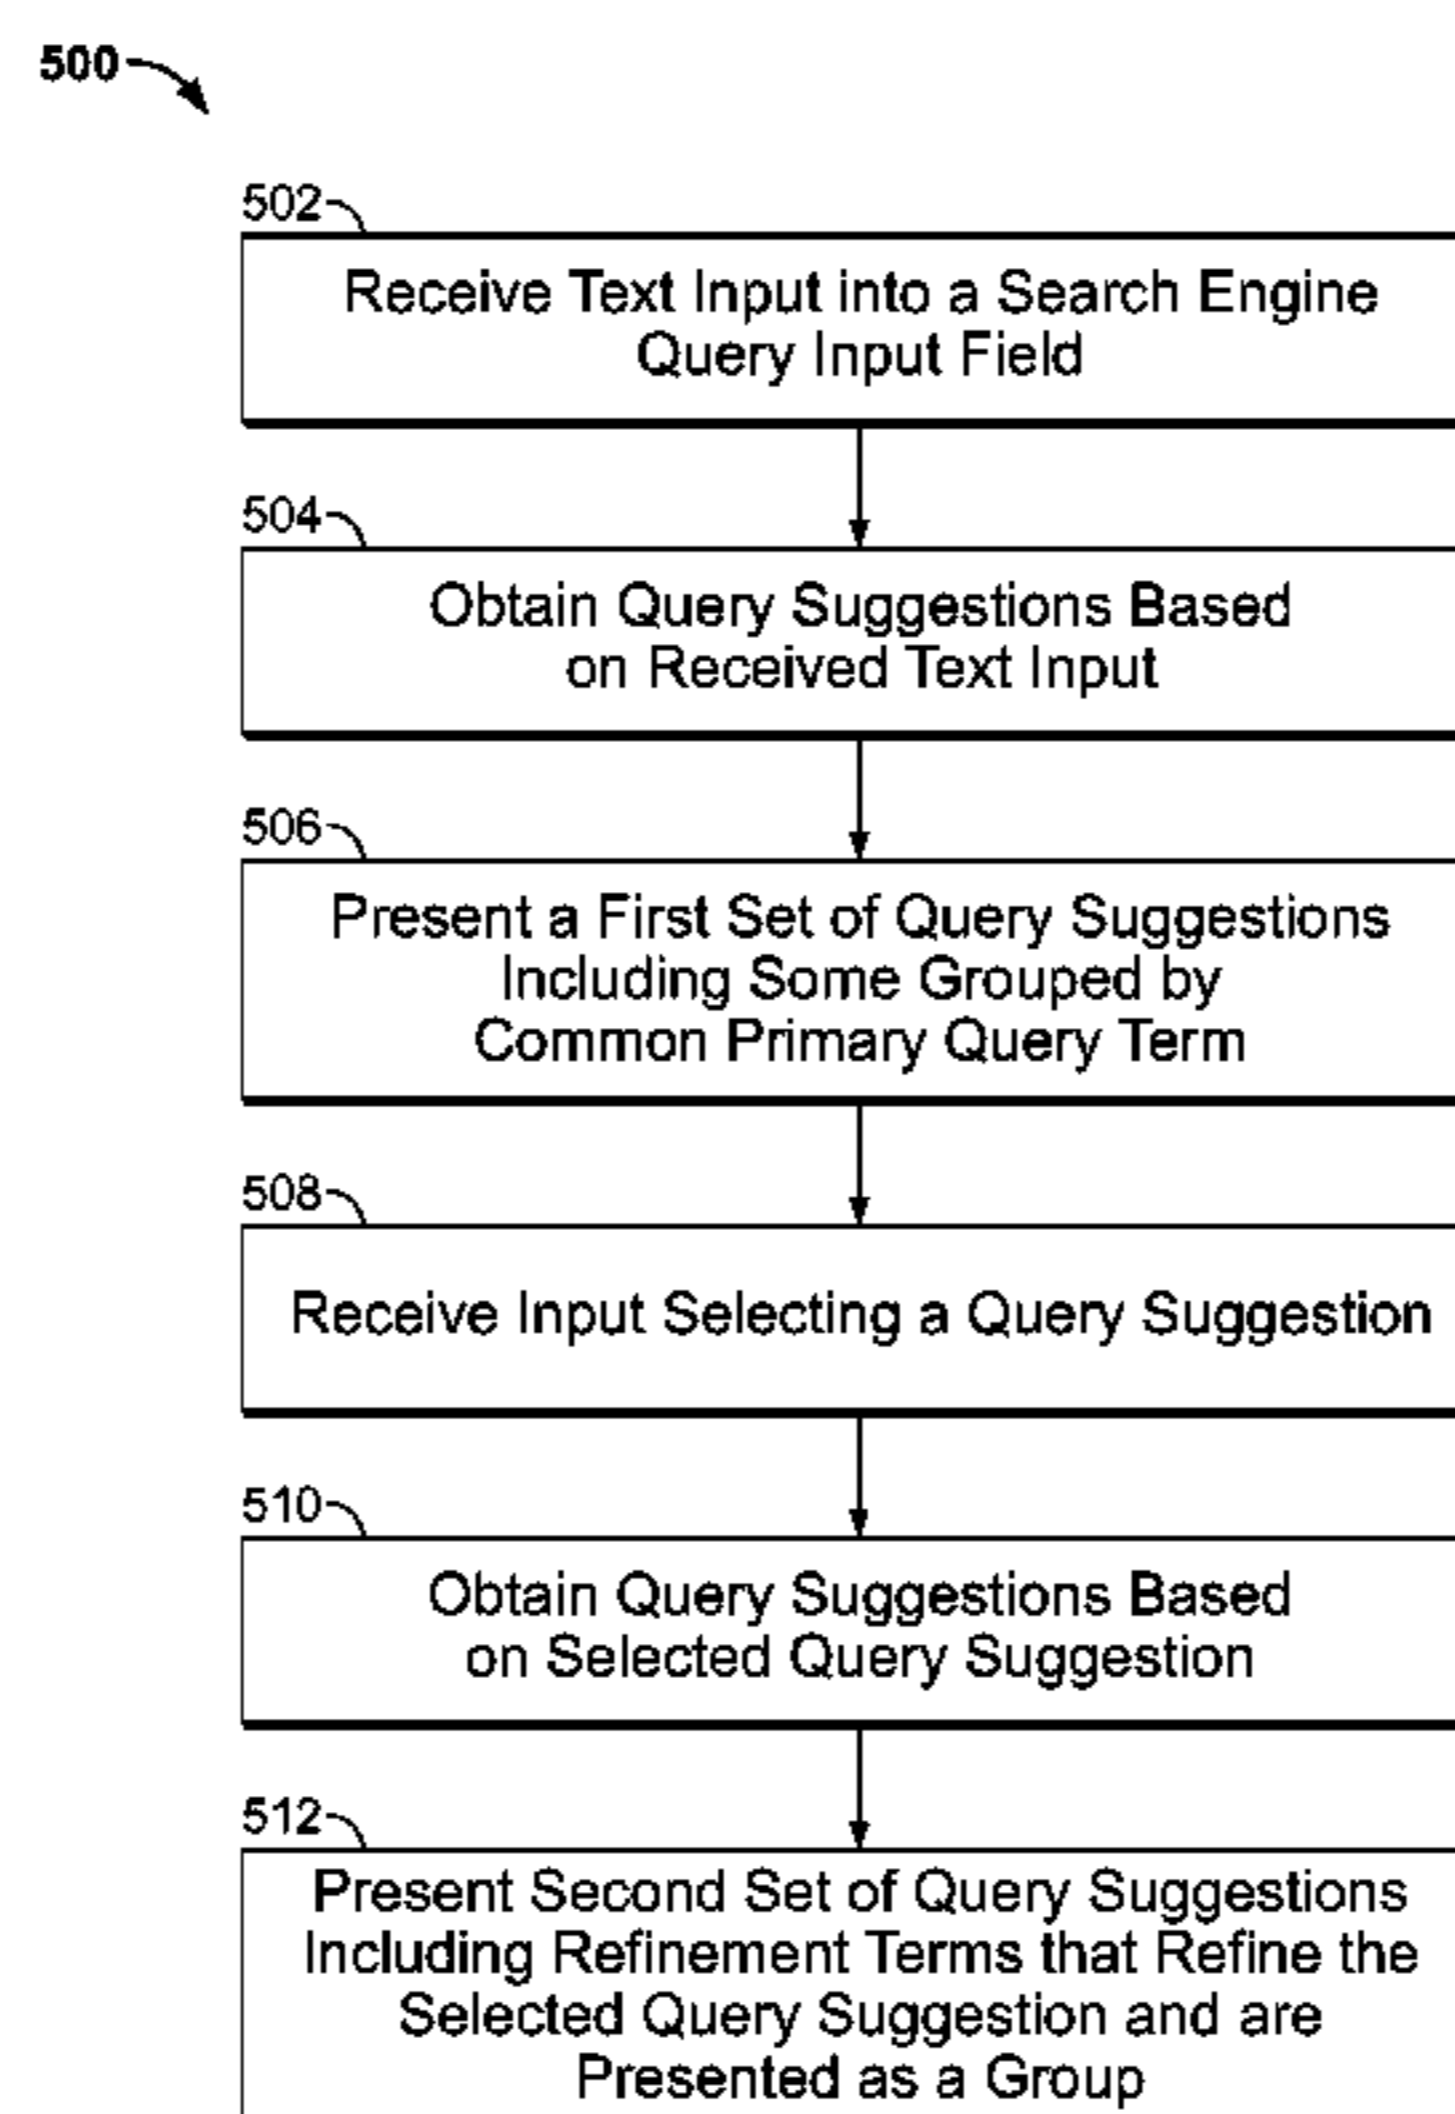 500
502
Receive Text Input into a Search Engine
Query Input Field
504
Obtain Query Suggestions Based
on Received Text Input
506
Present a First Set of Query Suggestions
Including Some Grouped by
Common Primary Query Term
508
Receive Input Selecting a Query Suggestion
510
Obtain Query Suggestions Based
on Selected Query Suggestion
512
Present Second Set of Query Suggestions
Including Refinement Terms that Refine the
Selected Query Suggestion and are
Presented as a Group